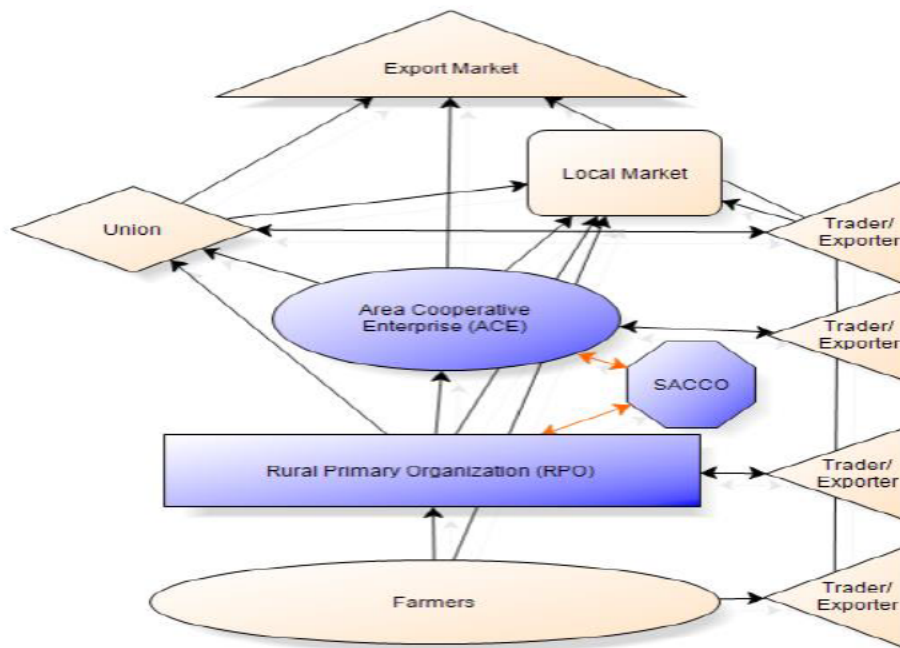 Export Market
Local Market
Union
Trader/
Exporter
Area Cooperative
Enterprise (ACE)
Trader/
Exporter
SACCO
Rural Primary Organization (RPO)
Trader/
Exporter
Farmers
Trader/
Exporter